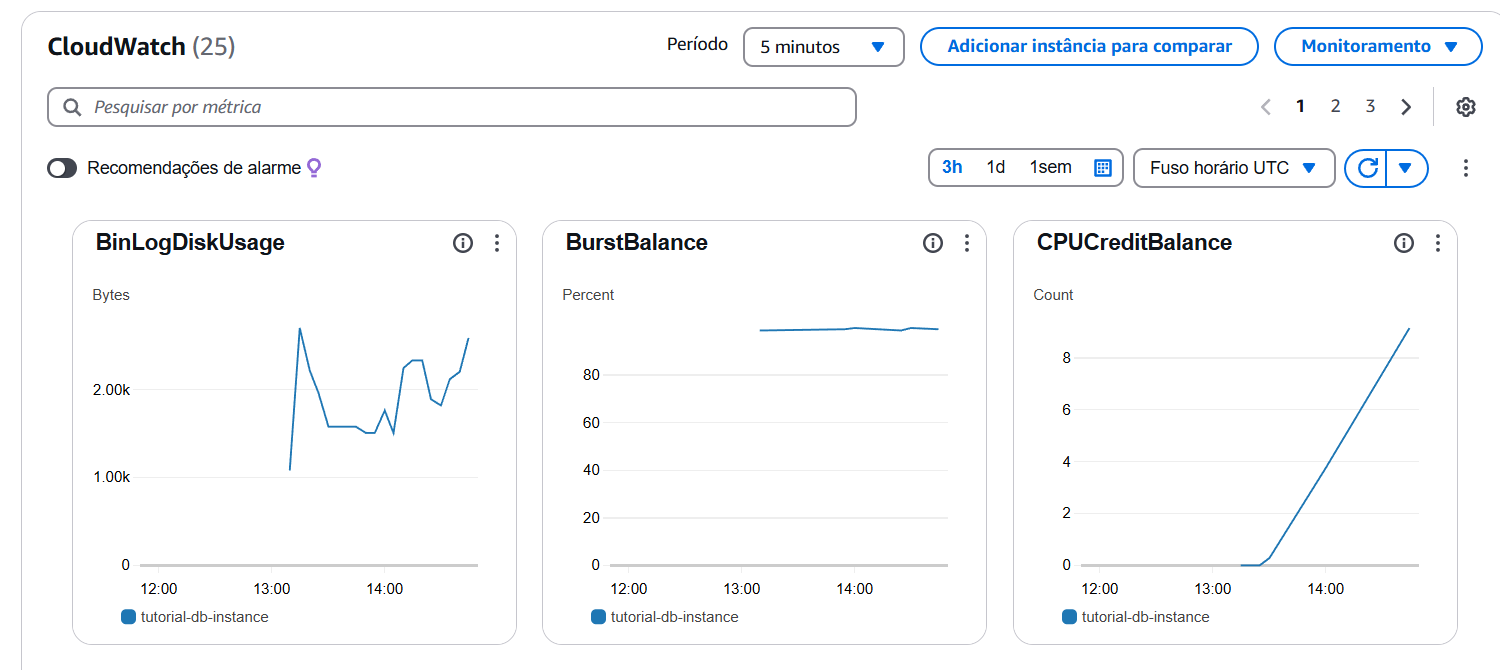 CloudWatch (25)
Período
5 minutos
Adicionar instância para comparar
Monitoramento
Pesquisar por métrica
1 2 3
Recomendações de alarme
3h 1d 1sem
Fuso horário UTC
BinLogDiskUsage
Bytes
2.00k
1.00k
0
12:00 13:00 14:00
tutorial-db-instance
BurstBalance
Percent
80
60
40
20
0
12:00 13:00 14:00
tutorial-db-instance
CPUCreditBalance
Count
8
6
4
2
0
12:00 13:00 14:00
tutorial-db-instance